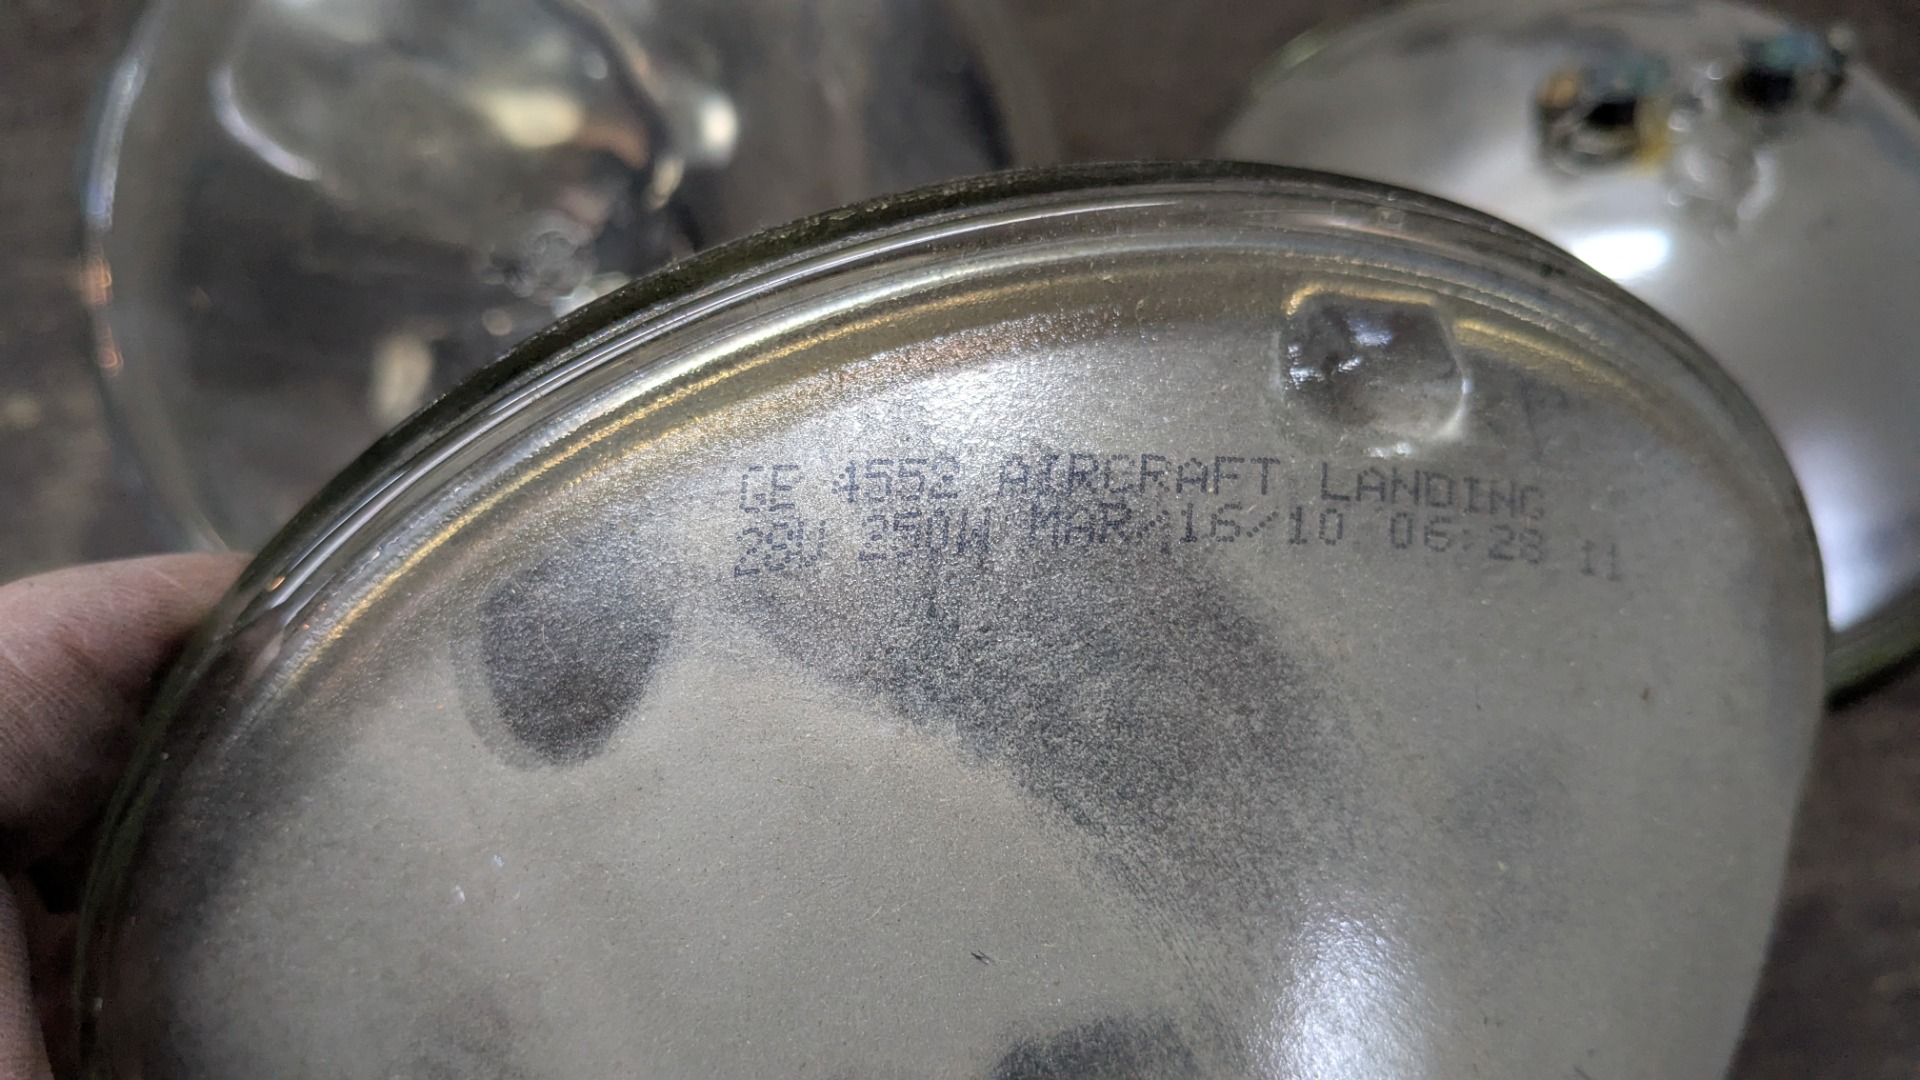 GE 4552 AIRCRAFT LANDING
28V 250W MAR/16/10 06:28 11